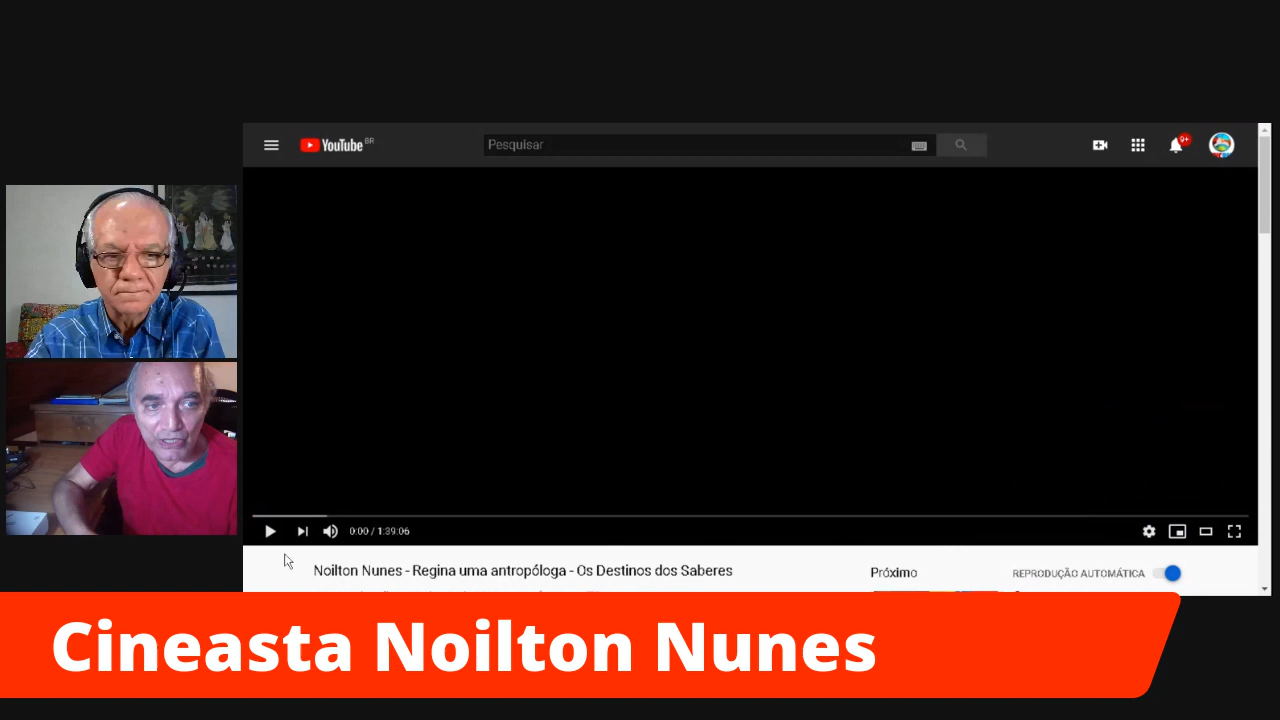 YouTube BR
Pesquisar
9+
0:00 / 1:39:06
Noilton Nunes - Regina uma antropóloga - Os Destinos dos Saberes
Próximo
REPRODUÇÃO AUTOMÁTICA
Cineasta Noilton Nunes